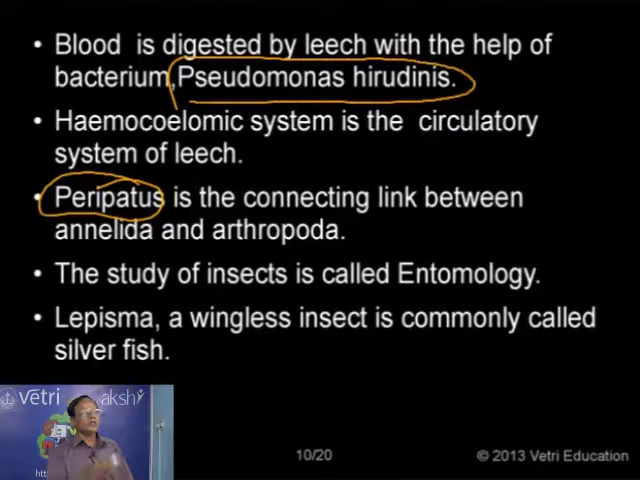 • Blood is digested by leech with the help of
bacterium,Pseudomonas hirudinis.
• Haemocoelomic system is the circulatory
system of leech.
• Peripatus is the connecting link between
annelida and arthropoda.
• The study of insects is called Entomology.
• Lepisma, a wingless insect is commonly called
silver fish.
vetri akshi
htt
10/20
© 2013 Vetri Education